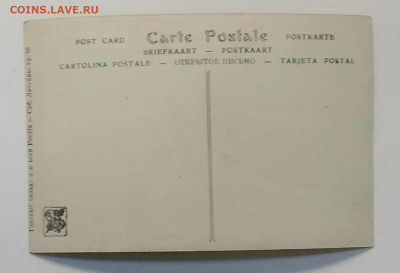 COINS.LAVE.RU
POST CARD Carte Postale POSTKARTE
BRIEFKAART — POSTKAART
CARTOLINA POSTALE — ОТКРЫТОЕ ПИСЬМО — TARJETA POSTAL